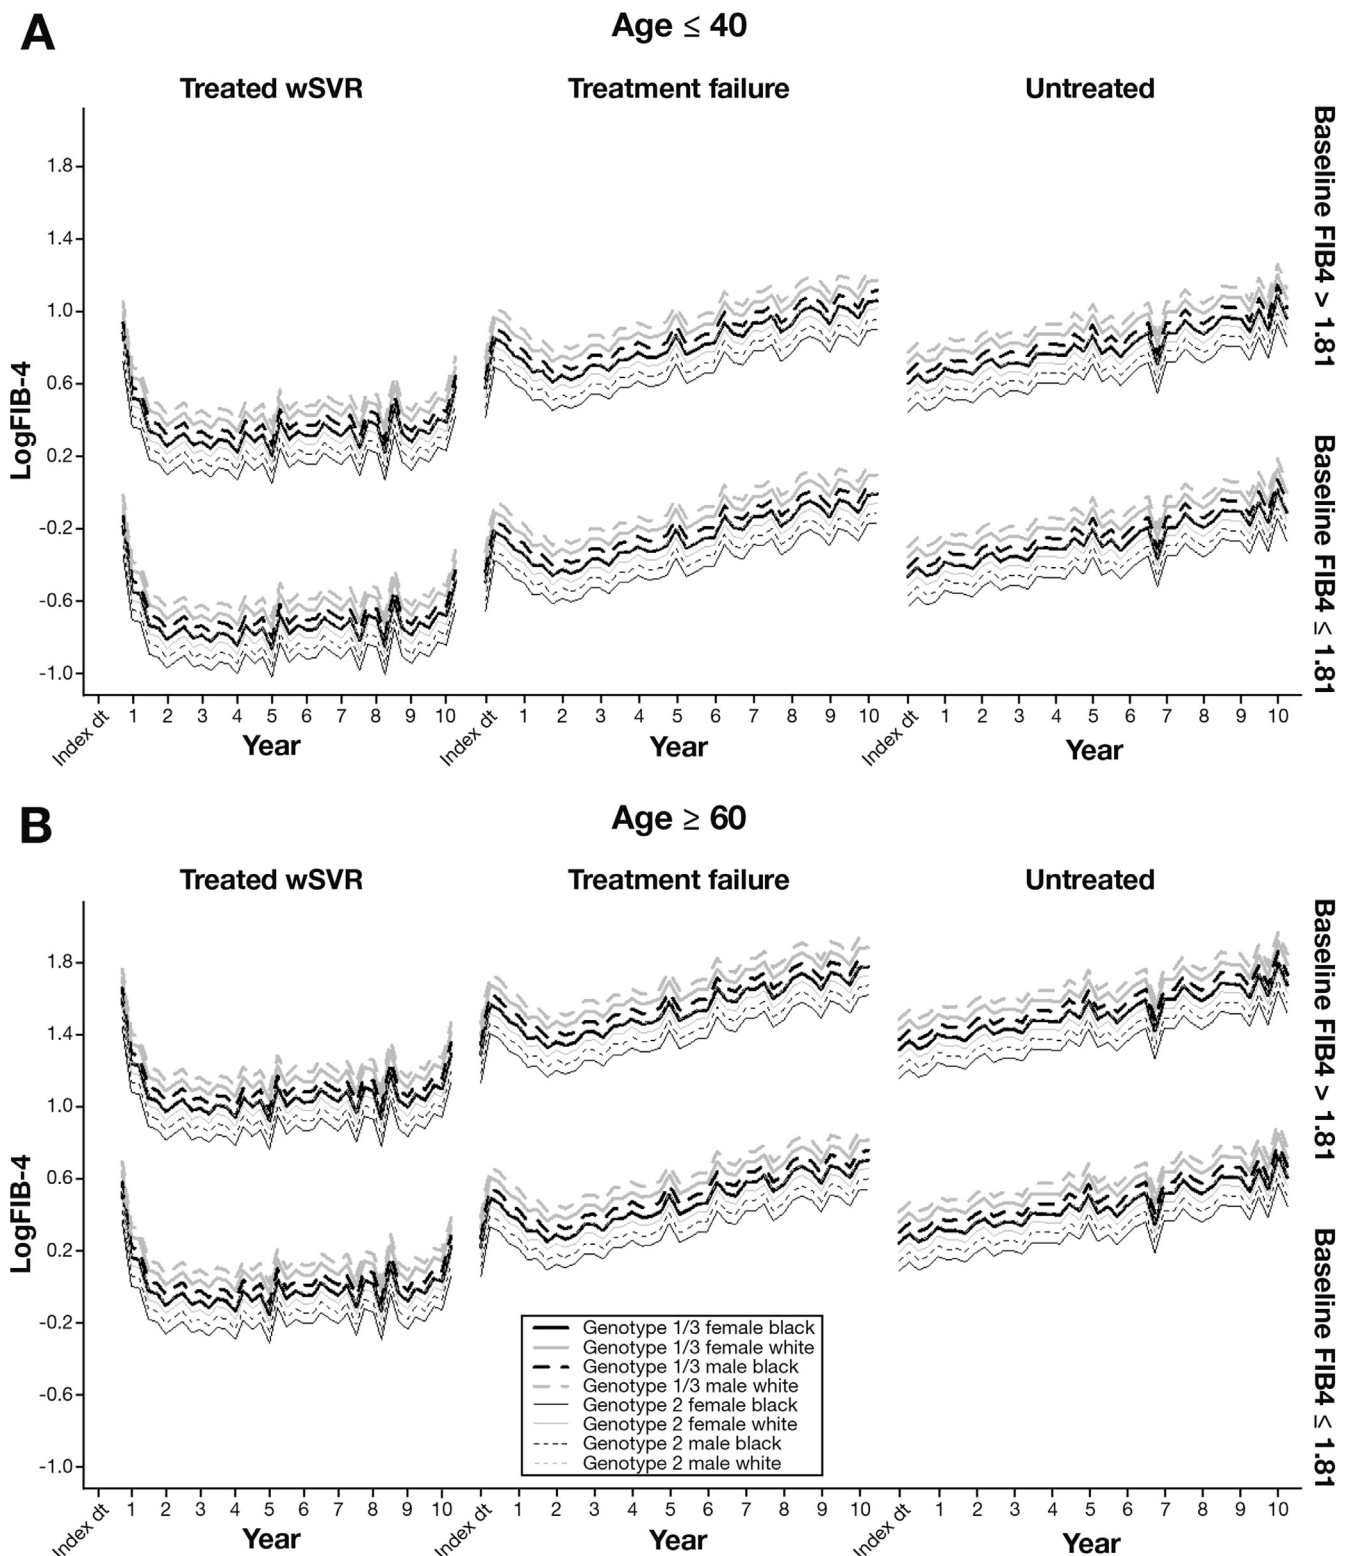 A
Age ≤ 40
Treated wSVR
Treatment failure
Untreated
1.8
1.4
1.0
0.6
0.2
-0.2
-0.6
-1.0
LogFIB-4
Baseline FIB4 > 1.81
Baseline FIB4 ≤ 1.81
Index dt 1 2 3 4 5 6 7 8 9 10
Index dt 1 2 3 4 5 6 7 8 9 10
Index dt 1 2 3 4 5 6 7 8 9 10
Year
Year
Year
B
Age ≥ 60
Treated wSVR
Treatment failure
Untreated
1.8
1.4
1.0
0.6
0.2
-0.2
-0.6
-1.0
LogFIB-4
Baseline FIB4 > 1.81
Baseline FIB4 ≤ 1.81
Genotype 1/3 female black
Genotype 1/3 female white
Genotype 1/3 male black
Genotype 1/3 male white
Genotype 2 female black
Genotype 2 female white
Genotype 2 male black
Genotype 2 male white
Index dt 1 2 3 4 5 6 7 8 9 10
Index dt 1 2 3 4 5 6 7 8 9 10
Index dt 1 2 3 4 5 6 7 8 9 10
Year
Year
Year